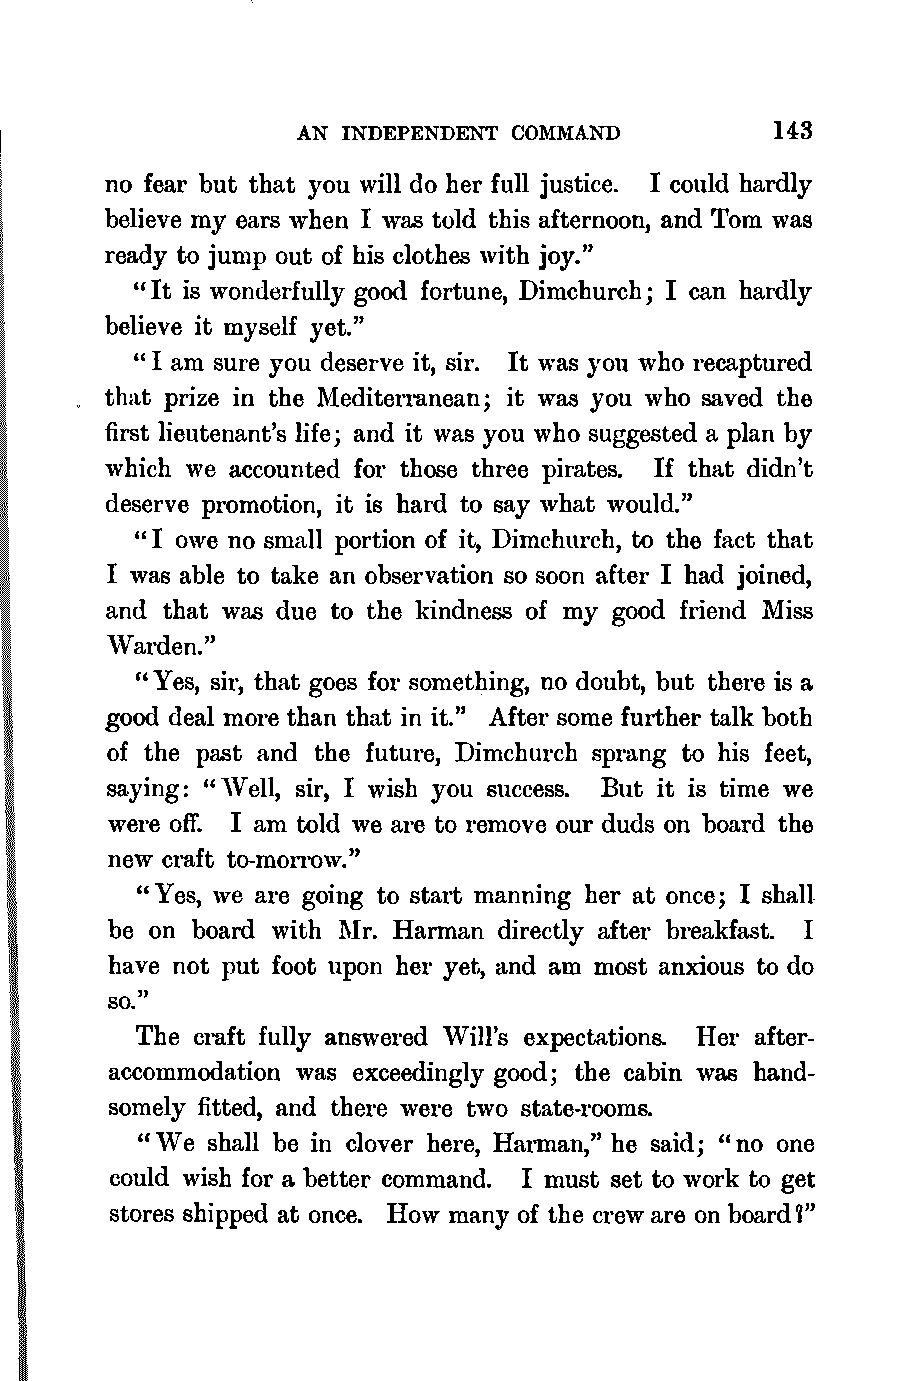 AN INDEPENDENT COMMAND 143
no fear but that you will do her full justice. I could hardly
believe my ears when I was told this afternoon, and Tom was
ready to jump out of his clothes with joy."
"It is wonderfully good fortune, Dimchurch; I can hardly
believe it myself yet."
"I am sure you deserve it, sir. It was you who recaptured
that prize in the Mediterranean; it was you who saved the
first lieutenant's life; and it was you who suggested a plan by
which we accounted for those three pirates. If that didn't
deserve promotion, it is hard to say what would."
"I owe no small portion of it, Dimchurch, to the fact that
I was able to take an observation so soon after I had joined,
and that was due to the kindness of my good friend Miss
Warden."
"Yes, sir, that goes for something, no doubt, but there is a
good deal more than that in it." After some further talk both
of the past and the future, Dimchurch sprang to his feet,
saying: "Well, sir, I wish you success. But it is time we
were off. I am told we are to remove our duds on board the
new craft to-morrow."
"Yes, we are going to start manning her at once; I shall
be on board with Mr. Harman directly after breakfast. I
have not put foot upon her yet, and am most anxious to do
so."
The craft fully answered Will's expectations. Her after-
accommodation was exceedingly good; the cabin was hand-
somely fitted, and there were two state-rooms.
"We shall be in clover here, Harman," he said; "no one
could wish for a better command. I must set to work to get
stores shipped at once. How many of the crew are on board?"